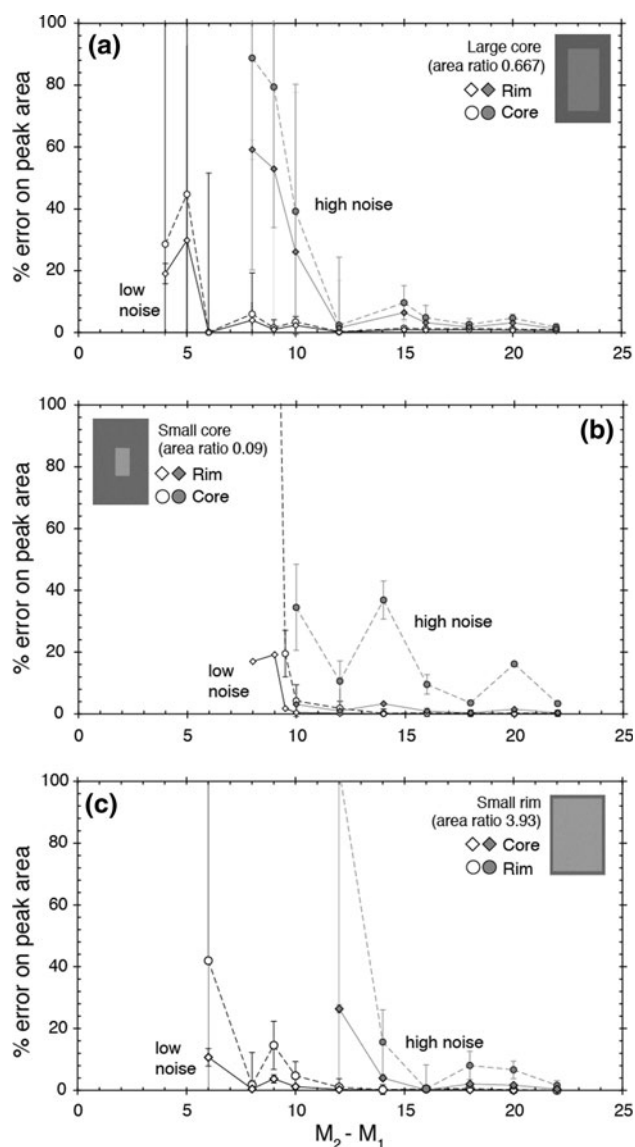 (a)
Large core
(area ratio 0.667)
Rim
Core
high noise
low
noise
% error on peak area
100
80
60
40
20
0
0
5
10
15
20
25
(b)
Small core
(area ratio 0.09)
Rim
Core
high noise
low
noise
% error on peak area
100
80
60
40
20
0
0
5
10
15
20
25
(c)
Small rim
(area ratio 3.93)
Core
Rim
high noise
low
noise
% error on peak area
100
80
60
40
20
0
0
5
10
15
20
25
M₂ - M₁